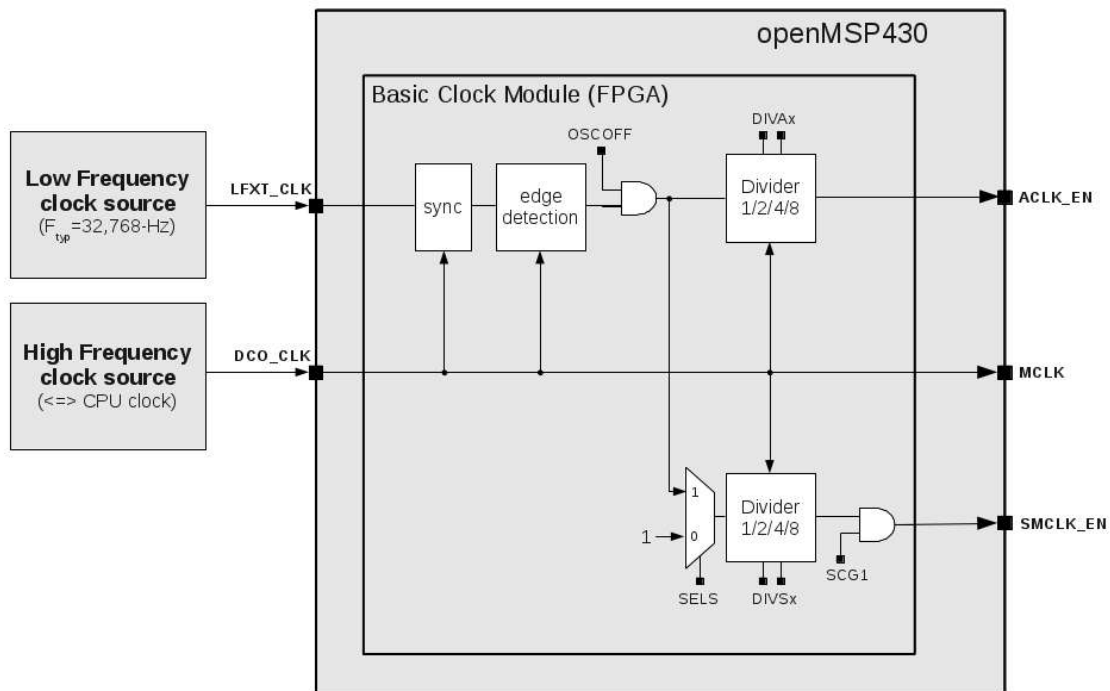 openMSP430
Basic Clock Module (FPGA)
Low Frequency
clock source
(Ftyp=32,768-Hz)
LFXT_CLK
sync
edge
detection
OSCOFF
DIVAx
Divider
1/2/4/8
ACLK_EN
High Frequency
clock source
(<=> CPU clock)
DCO_CLK
MCLK
1
1
0
SELS
Divider
1/2/4/8
DIVSx
SCG1
SMCLK_EN